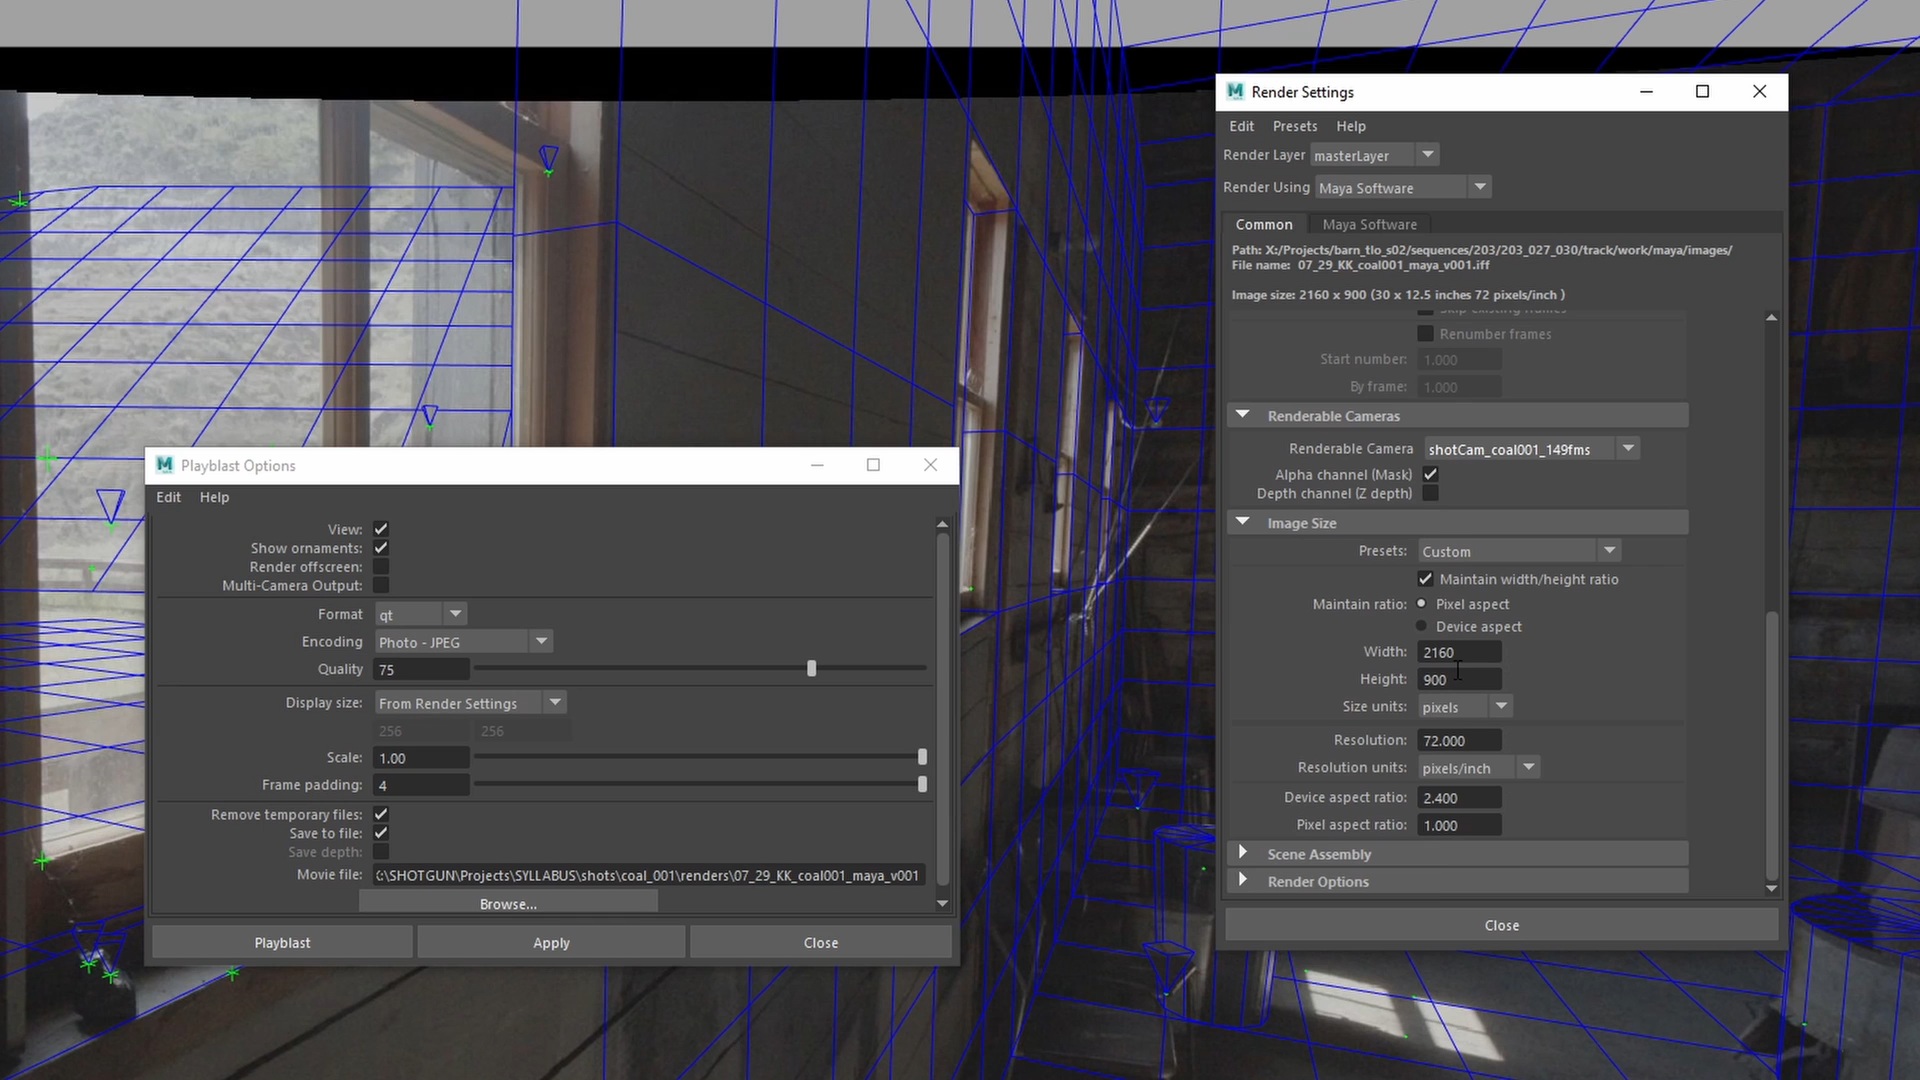 Render Settings
Edit Presets Help
Render Layer masterLayer
Render Using Maya Software
Common Maya Software
Path: X:/Projects/barn_tlo_s02/sequences/203/203_027_030/track/work/maya/images/
File name: 07_29_KK_coal001_maya_v001.iff
Image size: 2160 x 900 (30 x 12.5 inches 72 pixels/inch )
Skip existing frames
Renumber frames
Start number: 1.000
By frame: 1.000
Renderable Cameras
Renderable Camera shotCam_coal001_149fms
Alpha channel (Mask)
Depth channel (Z depth)
Image Size
Presets: Custom
Maintain width/height ratio
Maintain ratio: Pixel aspect
Device aspect
Width: 2160
Height: 900
Size units: pixels
Resolution: 72.000
Resolution units: pixels/inch
Device aspect ratio: 2.400
Pixel aspect ratio: 1.000
Scene Assembly
Render Options
Close
Playblast Options
Edit Help
View:
Show ornaments:
Render offscreen:
Multi-Camera Output:
Format qt
Encoding Photo - JPEG
Quality 75
Display size: From Render Settings
256 256
Scale: 1.00
Frame padding: 4
Remove temporary files:
Save to file:
Save depth:
Movie file: :\SHOTGUN\Projects\SYLLABUS\shots\coal_001\renders\07_29_KK_coal001_maya_v001
Browse...
Playblast Apply Close